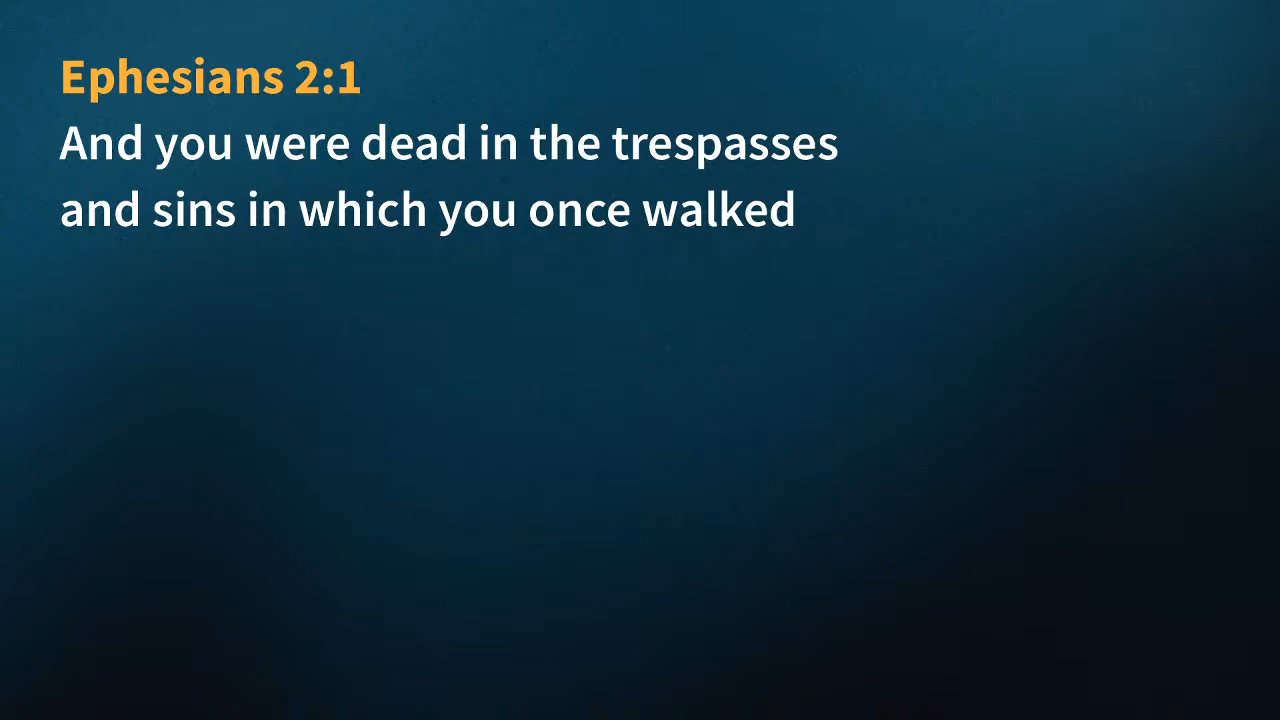 Ephesians 2:1
And you were dead in the trespasses
and sins in which you once walked